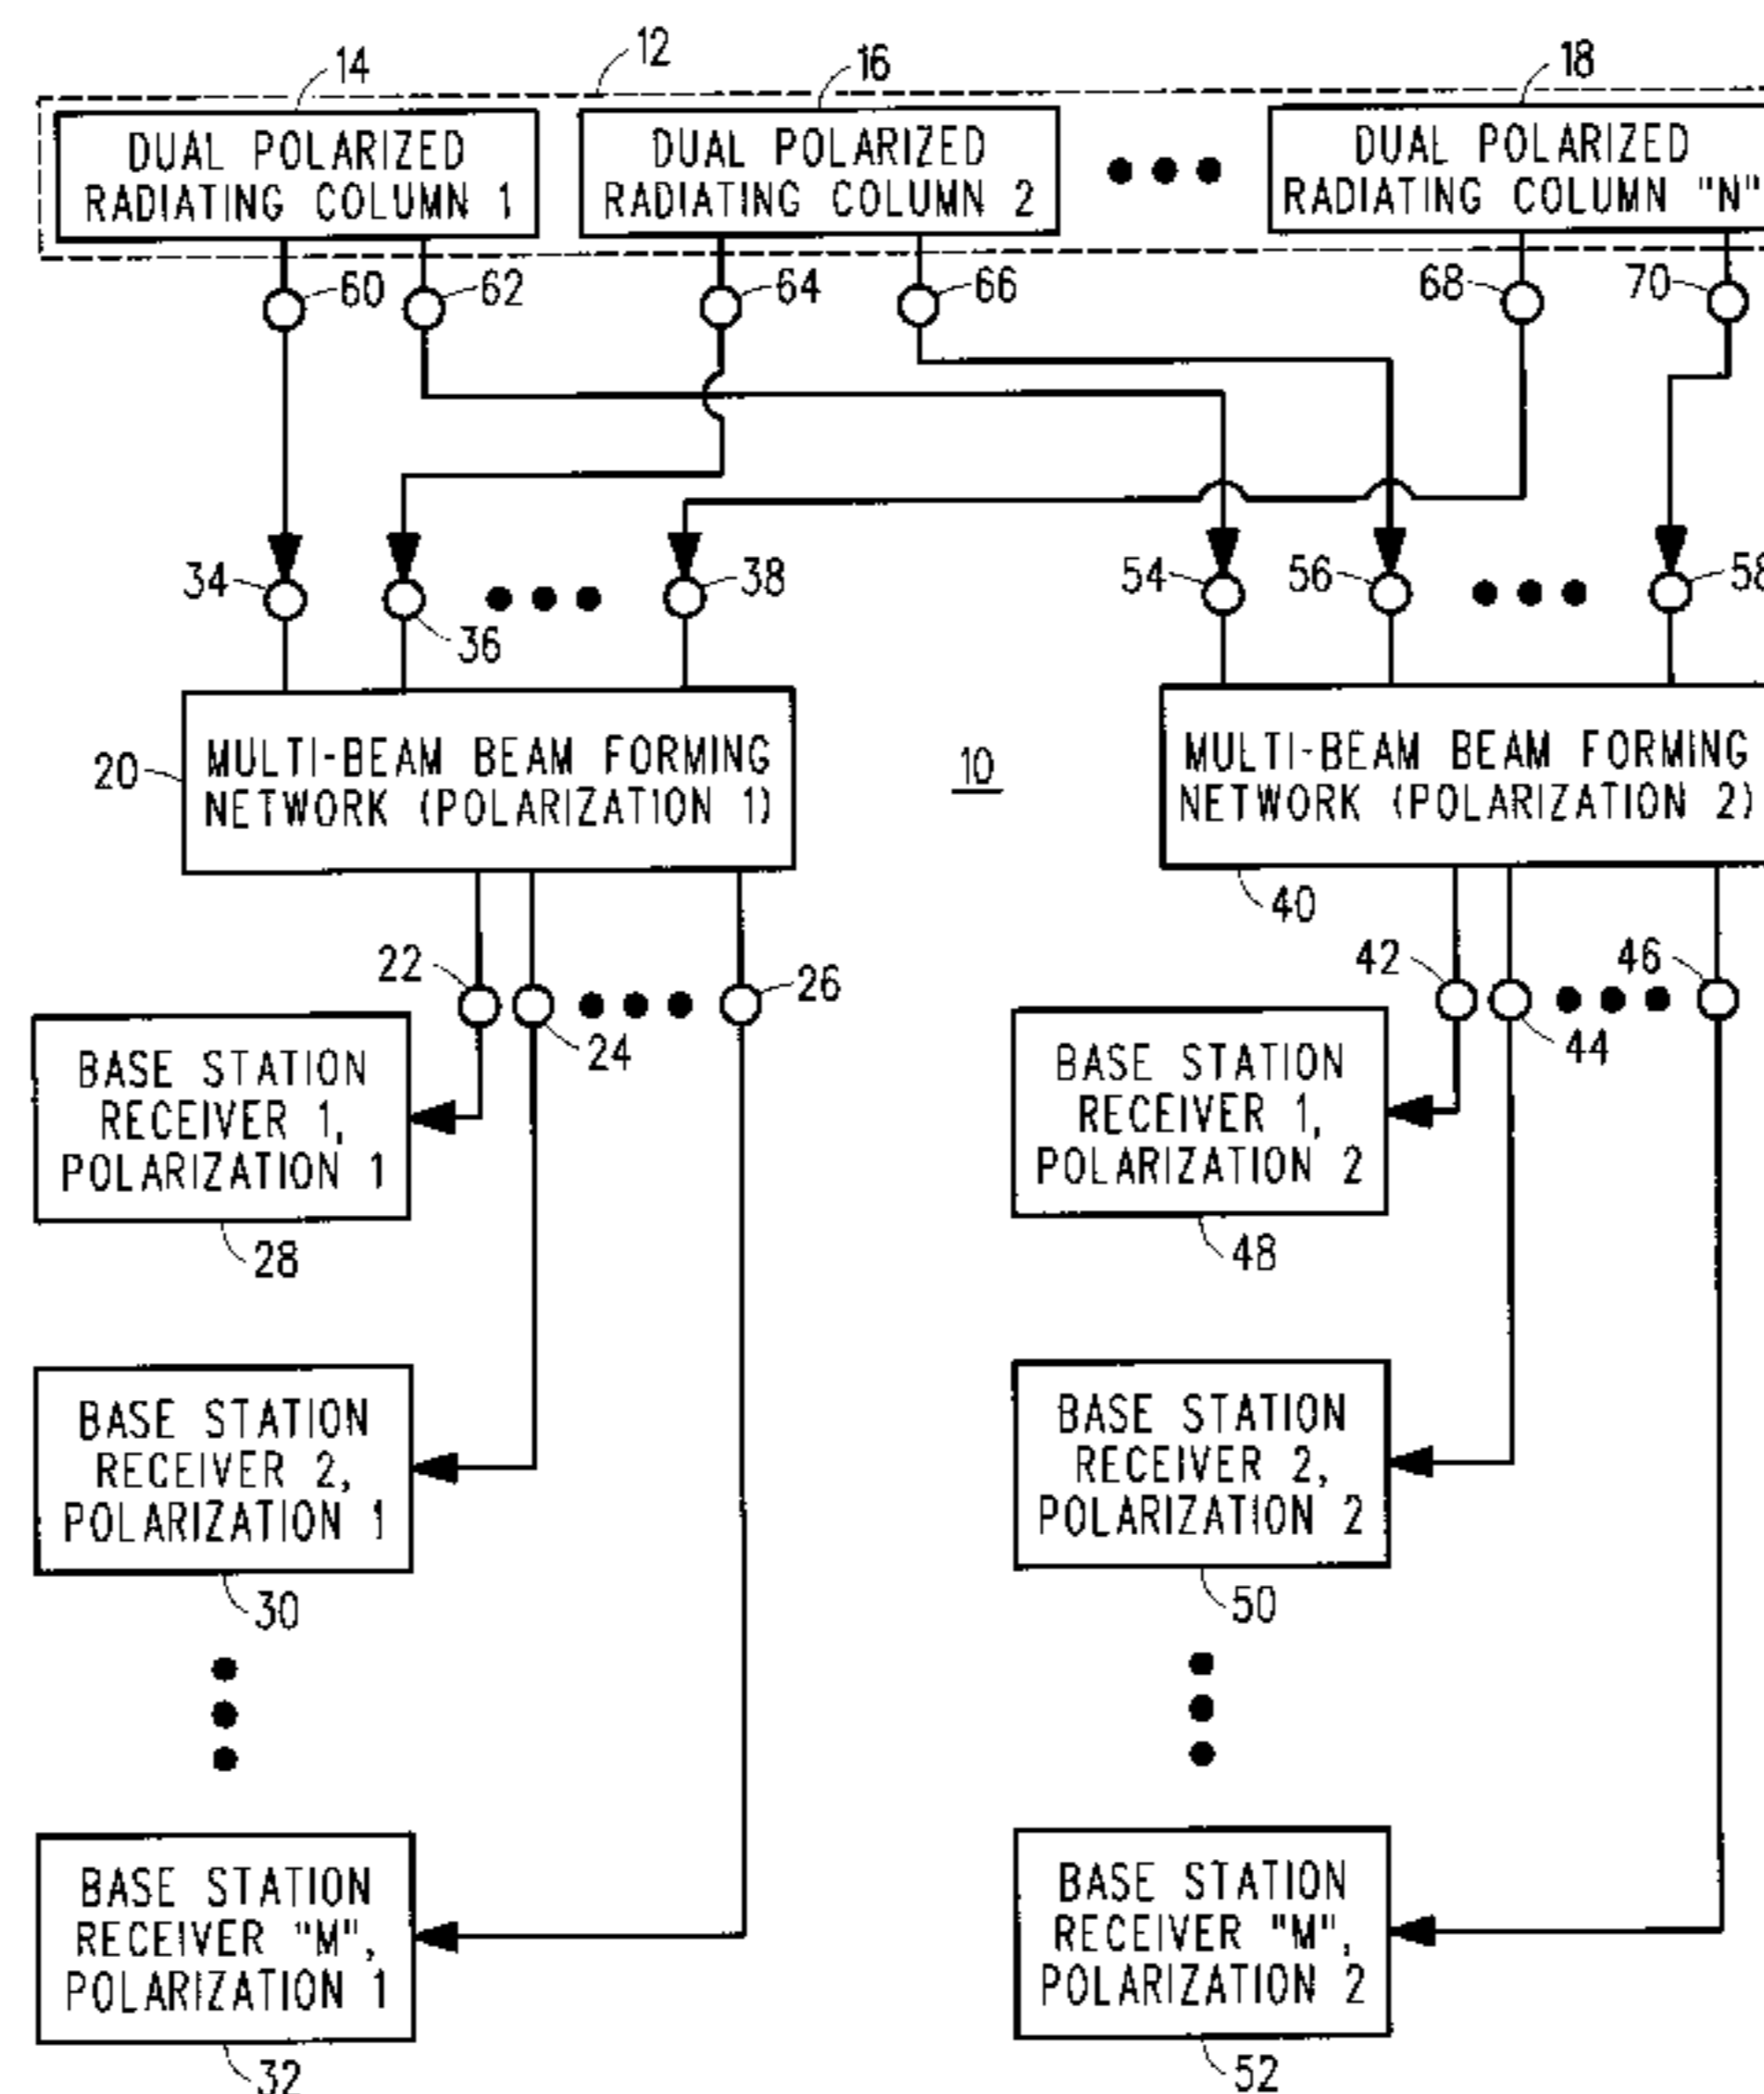 12
14
16
18
DUAL POLARIZED
RADIATING COLUMN 1
DUAL POLARIZED
RADIATING COLUMN 2
DUAL POLARIZED
RADIATING COLUMN "N"
60
62
64
66
68
70
34
36
38
54
56
58
20
MULTI-BEAM BEAM FORMING
NETWORK (POLARIZATION 1)
10
MULTI-BEAM BEAM FORMING
NETWORK (POLARIZATION 2)
40
22
24
26
42
44
46
BASE STATION
RECEIVER 1,
POLARIZATION 1
28
BASE STATION
RECEIVER 1,
POLARIZATION 2
48
BASE STATION
RECEIVER 2,
POLARIZATION 1
30
BASE STATION
RECEIVER 2,
POLARIZATION 2
50
BASE STATION
RECEIVER "M",
POLARIZATION 1
32
BASE STATION
RECEIVER "M",
POLARIZATION 2
52